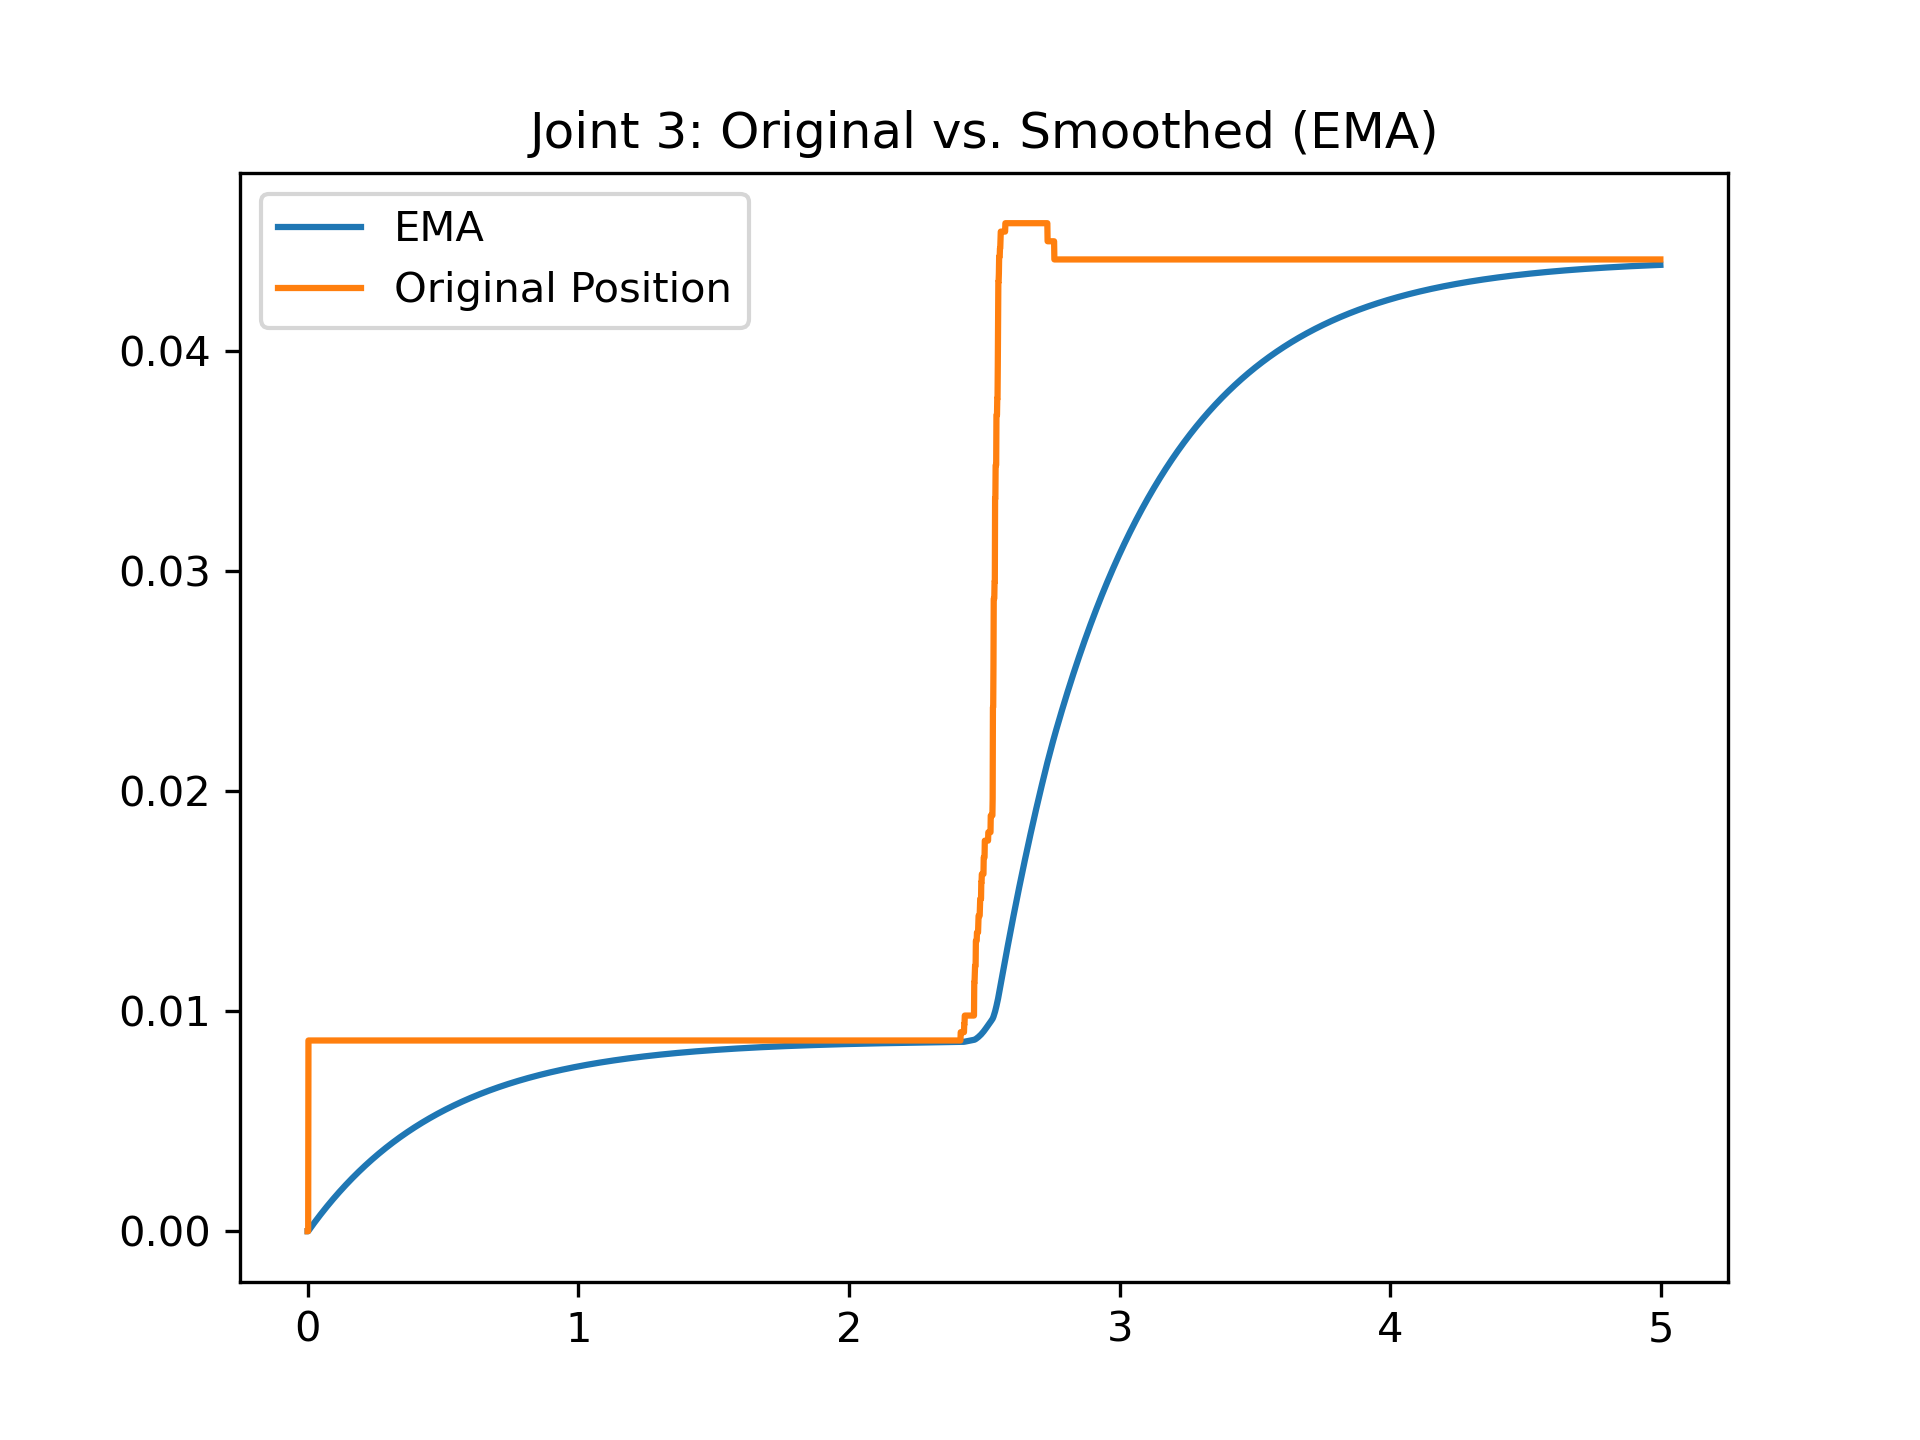 Joint 3: Original vs. Smoothed (EMA)
EMA
Original Position
0.04
0.03
0.02
0.01
0.00
0 1 2 3 4 5